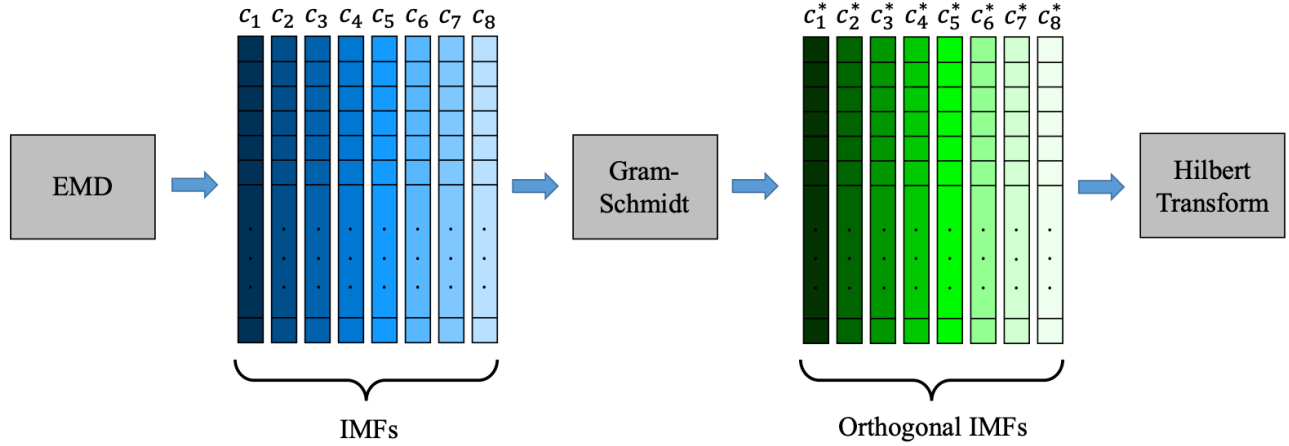 c₁ c₂ c₃ c₄ c₅ c₆ c₇ c₈
c₁* c₂* c₃* c₄* c₅* c₆* c₇* c₈*
EMD
Gram-
Schmidt
Hilbert
Transform
IMFs
Orthogonal IMFs